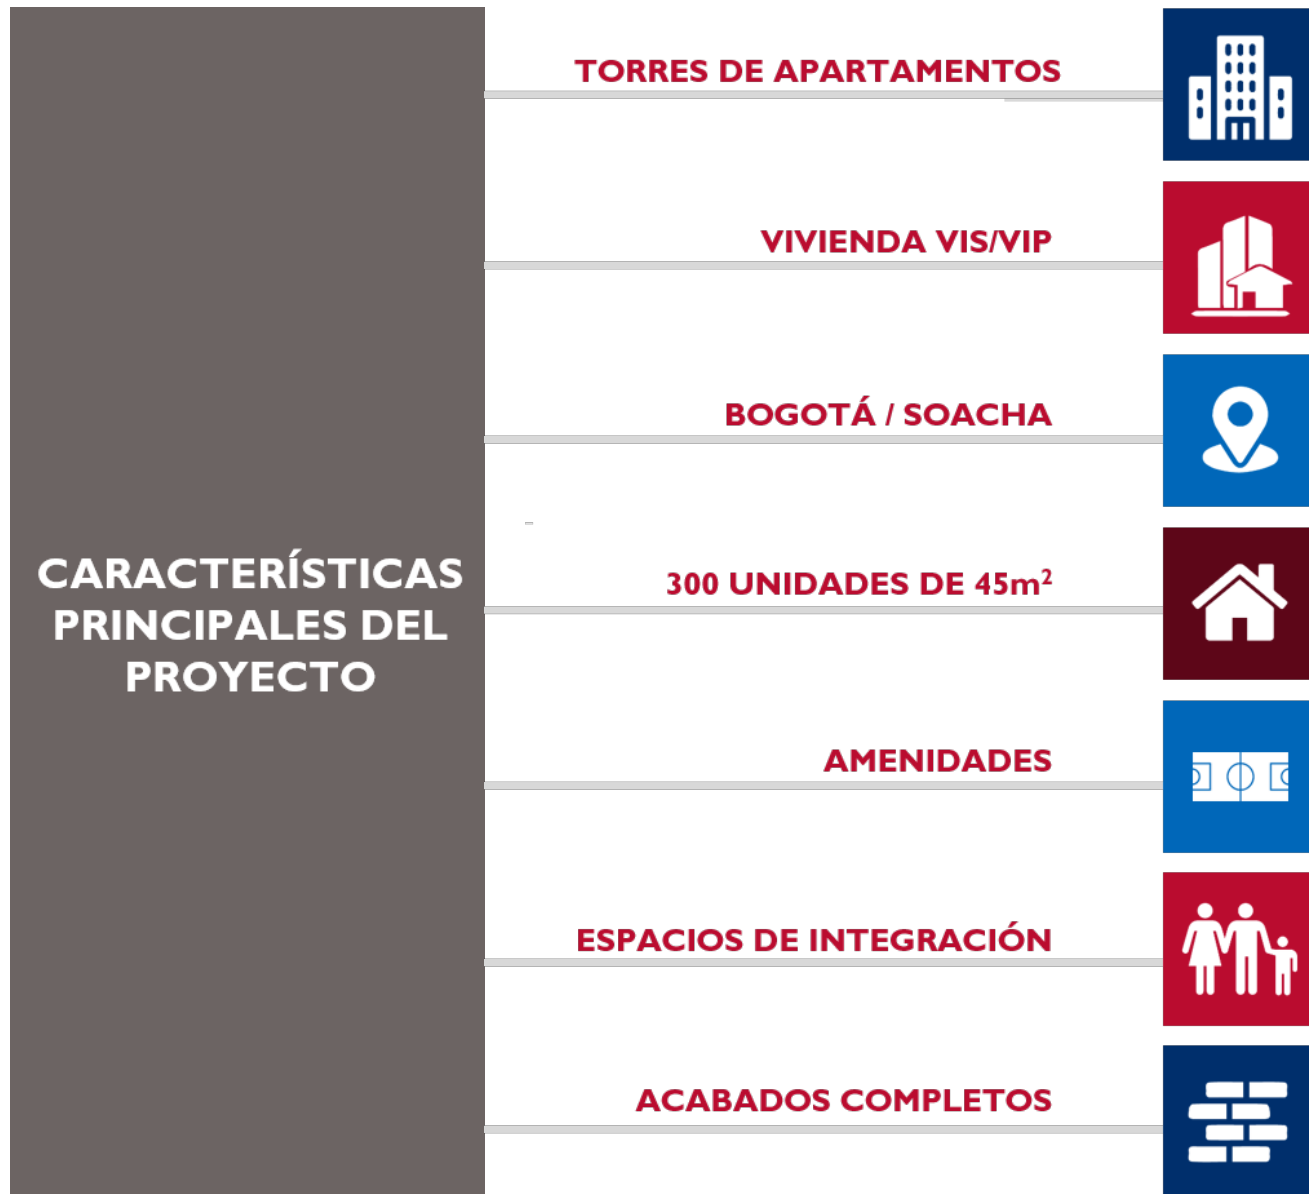 CARACTERÍSTICAS
PRINCIPALES DEL
PROYECTO
TORRES DE APARTAMENTOS
VIVIENDA VIS/VIP
BOGOTÁ / SOACHA
300 UNIDADES DE 45m²
AMENIDADES
ESPACIOS DE INTEGRACIÓN
ACABADOS COMPLETOS